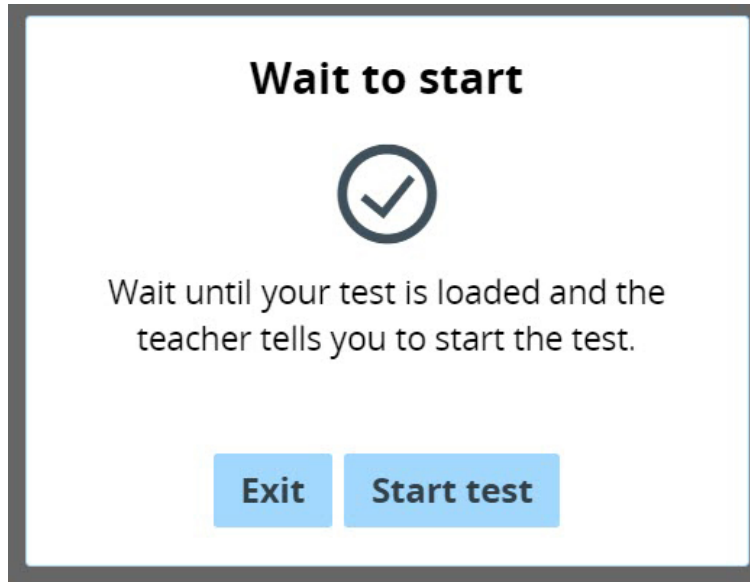 Wait to start
Wait until your test is loaded and the
teacher tells you to start the test.
Exit
Start test